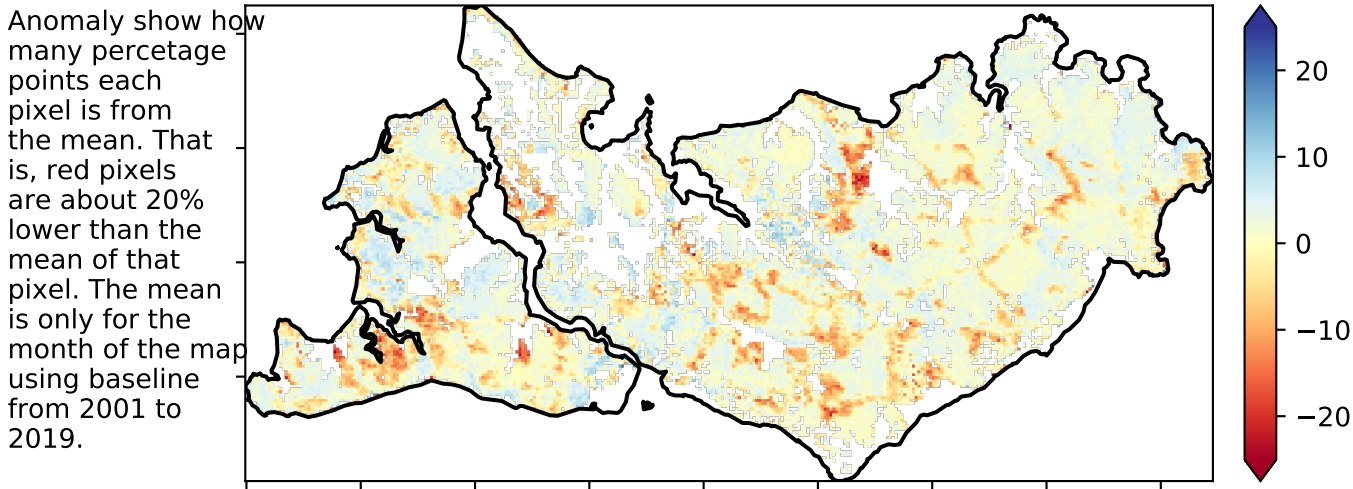 Anomaly show how
many percetage
points each
pixel is from
the mean. That
is, red pixels
are about 20%
lower than the
mean of that
pixel. The mean
is only for the
month of the map
using baseline
from 2001 to
2019.
20
10
0
−10
−20